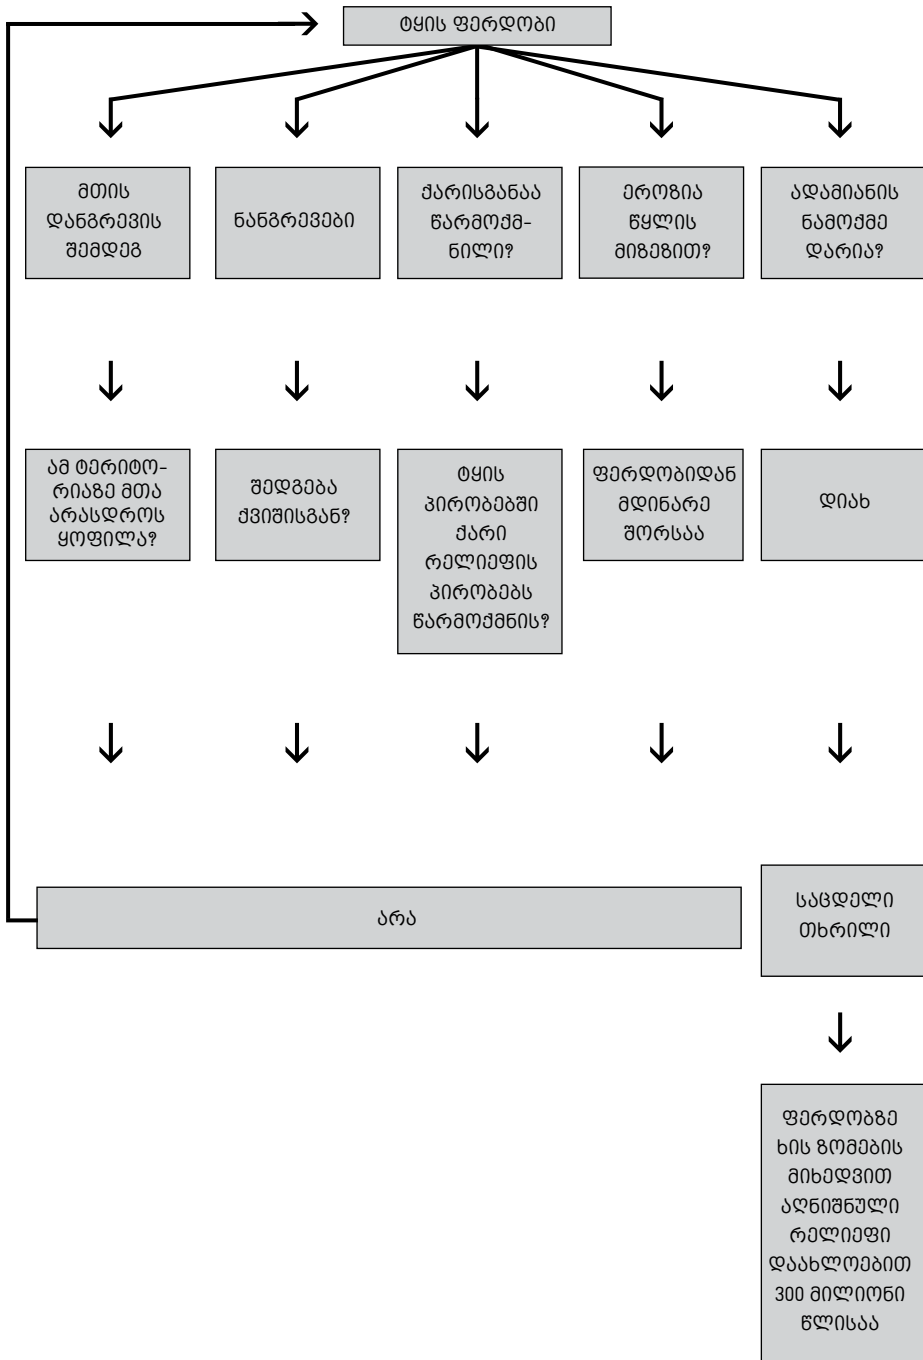 ტყის ფერდობი
მთის
დანგრევის
შემდეგ
ნანგრევები
ქარისგანაა
წარმოქმ-
ნილი?
ეროზია
წყლის
მიზეზით?
ადამიანის
ნამოქმე
დარია?
ამ ტერიტო-
რიაზე მთა
არასდროს
ყოფილა?
შედგება
ქვიშისგან?
ტყის
პირობებში
ქარი
რელიეფის
პირობებს
წარმოქმნის?
ფერდობიდან
მდინარე
შორსაა
დიახ
არა
საცდელი
თხრილი
ფერდობზე
ხის ზომების
მიხედვით
აღნიშნული
რელიეფი
დაახლოებით
300 მილიონი
წლისაა